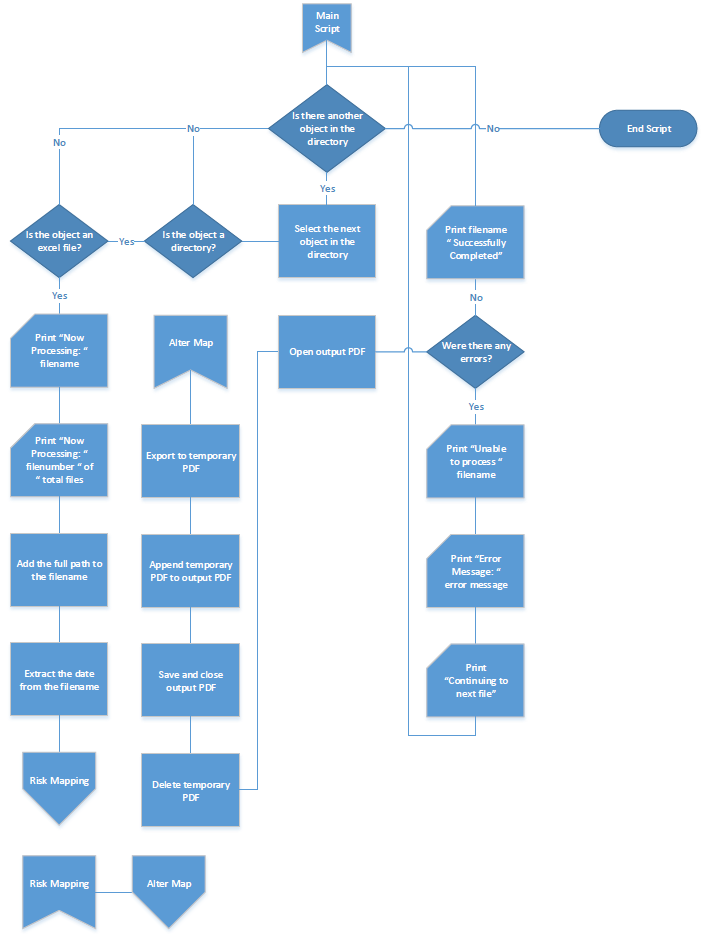 Main
Script
Is there another
object in the
directory
No
No
No
End Script
Yes
Is the object an
excel file?
Yes
Is the object a
directory?
Select the next
object in the
directory
Print filename
“ Successfully
Completed”
Yes
No
Print “Now
Processing: “
filename
Alter Map
Open output PDF
Were there any
errors?
Yes
Print “Now
Processing: “
filenumber “ of
“ total files
Export to temporary
PDF
Print “Unable
to process “
filename
Add the full path to
the filename
Append temporary
PDF to output PDF
Print “Error
Message: “
error message
Extract the date
from the filename
Save and close
output PDF
Print
“Continuing to
next file”
Risk Mapping
Delete temporary
PDF
Risk Mapping
Alter Map